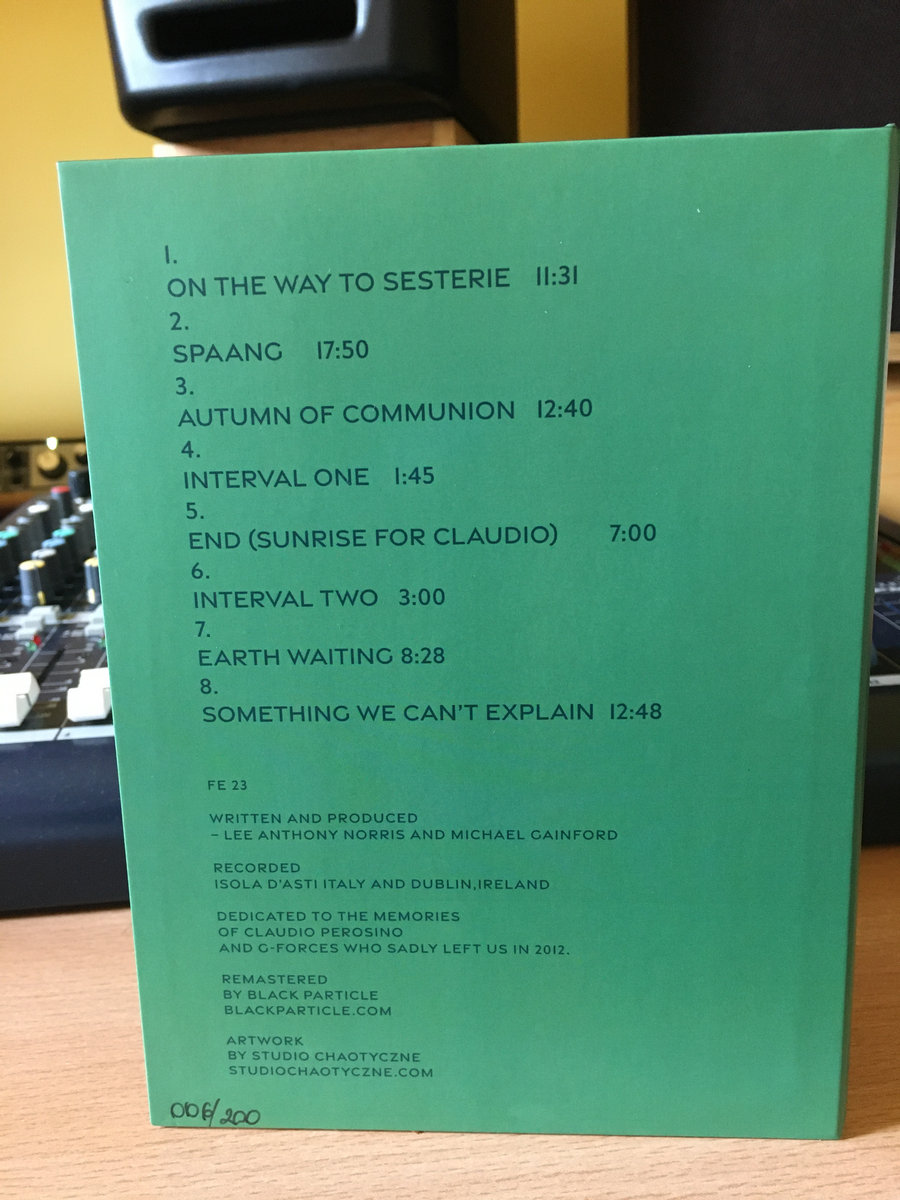 1.
ON THE WAY TO SESTERIE 11:31
2.
SPAANG 17:50
3.
AUTUMN OF COMMUNION 12:40
4.
INTERVAL ONE 1:45
5.
END (SUNRISE FOR CLAUDIO) 7:00
6.
INTERVAL TWO 3:00
7.
EARTH WAITING 8:28
8.
SOMETHING WE CAN'T EXPLAIN 12:48
FE 23
WRITTEN AND PRODUCED
– LEE ANTHONY NORRIS AND MICHAEL GAINFORD
RECORDED
ISOLA D'ASTI ITALY AND DUBLIN,IRELAND
DEDICATED TO THE MEMORIES
OF CLAUDIO PEROSINO
AND G-FORCES WHO SADLY LEFT US IN 2012.
REMASTERED
BY BLACK PARTICLE
BLACKPARTICLE.COM
ARTWORK
BY STUDIO CHAOTYCZNE
STUDIOCHAOTYCZNE.COM
006/200